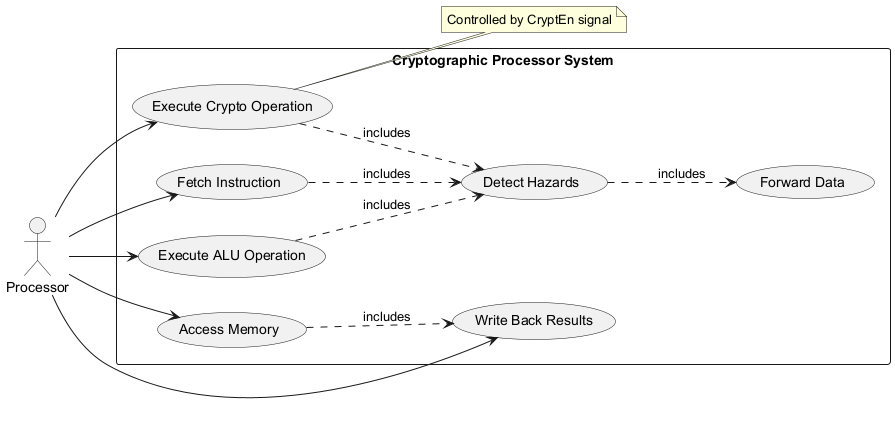 Controlled by CryptEn signal
Cryptographic Processor System
Execute Crypto Operation
includes
Fetch Instruction
includes
Detect Hazards
includes
Forward Data
includes
Execute ALU Operation
Processor
Access Memory
includes
Write Back Results